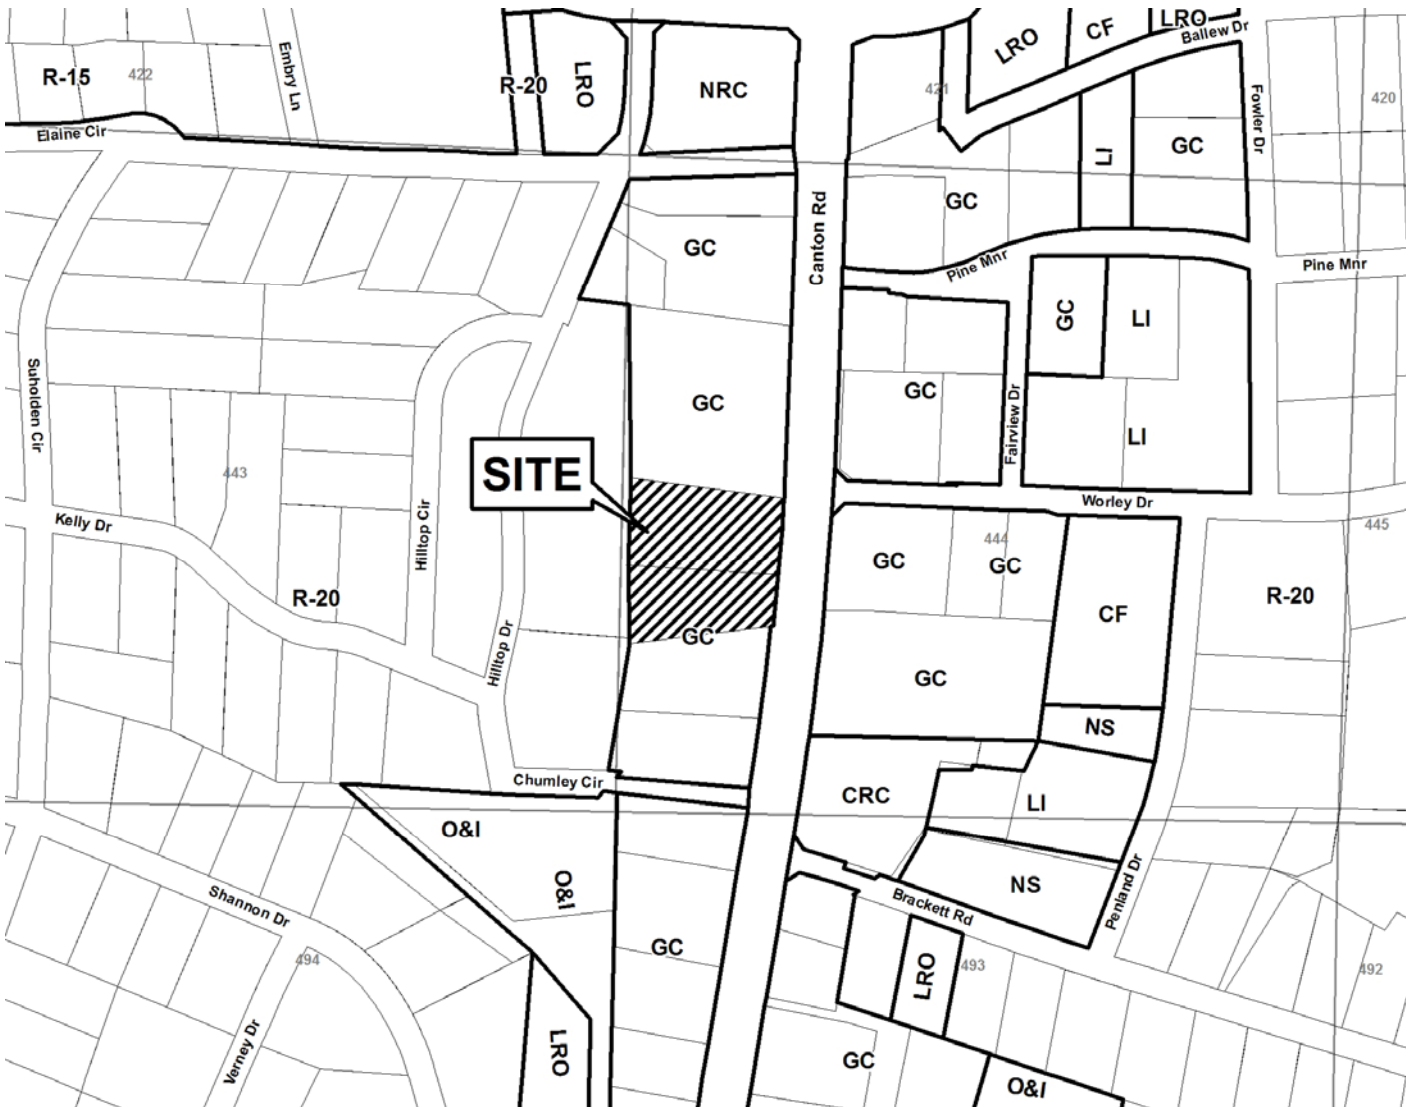 LRO
CF
LRO
Ballew Dr
R-15
422
Embry Ln
R-20
LRO
NRC
421
Fowler Dr
420
Elaine Cir
LI
GC
GC
Canton Rd
GC
Pine Mnr
Pine Mnr
GC
LI
Suholden Cir
GC
GC
Fairview Dr
LI
SITE
443
Worley Dr
Kelly Dr
Hilltop Cir
444
445
GC
GC
R-20
R-20
CF
Hilltop Dr
GC
GC
NS
Chumley Cir
CRC
LI
O&I
O&I
NS
Penland Dr
Shannon Dr
Brackett Rd
GC
494
LRO
493
492
Verney Dr
LRO
GC
O&I